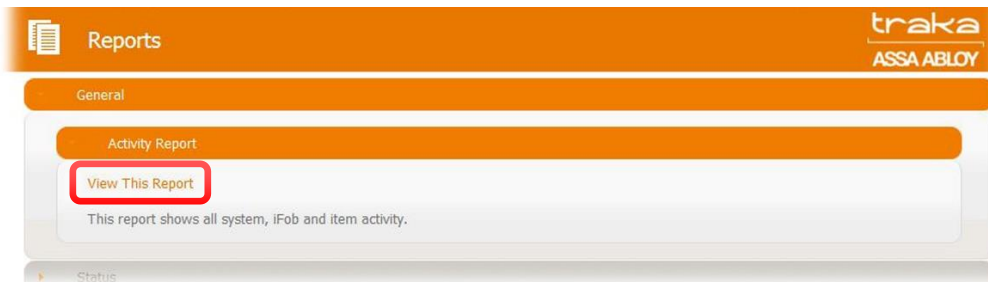 Reports
traka
ASSA ABLOY
General
Activity Report
View This Report
This report shows all system, iFob and item activity.
Status